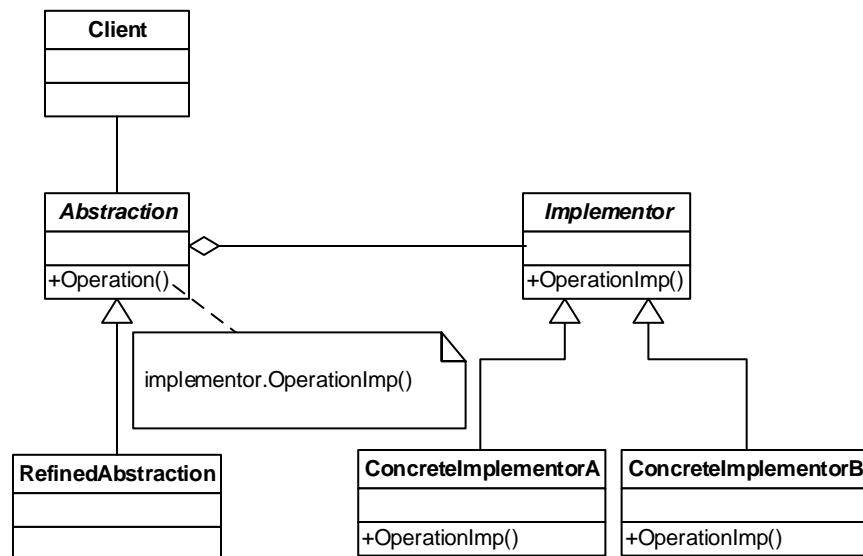 Client
Abstraction
Implementor
+Operation()
+OperationImp()
implementor.OperationImp()
RefinedAbstraction
ConcreteImplementorA
ConcreteImplementorB
+OperationImp()
+OperationImp()